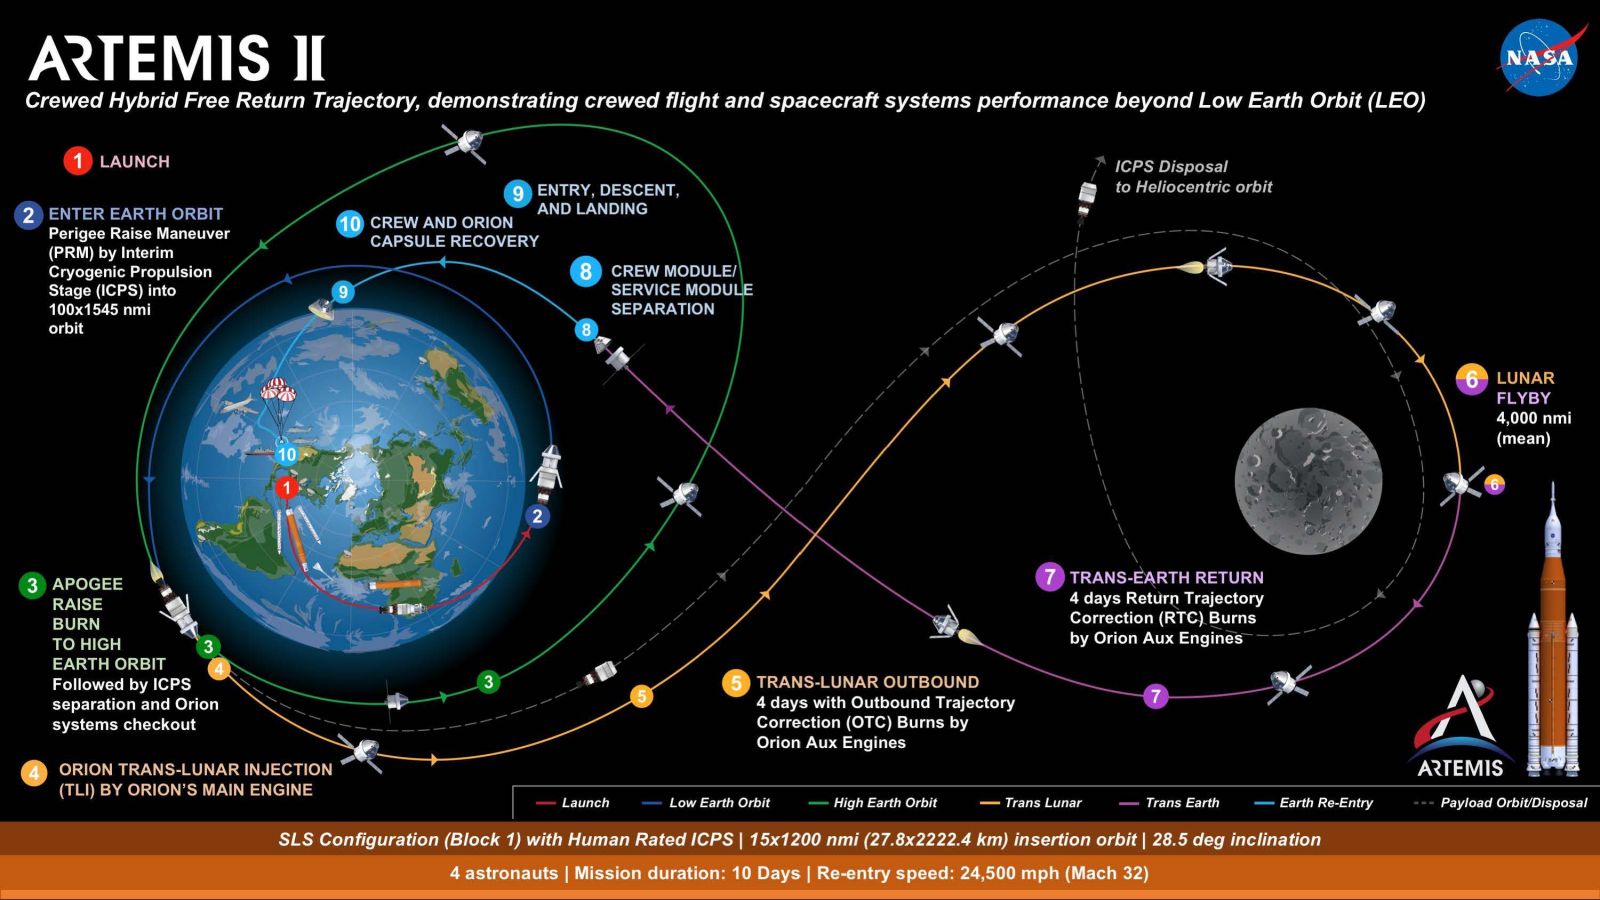 ARTEMIS II
NASA
Crewed Hybrid Free Return Trajectory, demonstrating crewed flight and spacecraft systems performance beyond Low Earth Orbit (LEO)
1 LAUNCH
2 ENTER EARTH ORBIT
Perigee Raise Maneuver
(PRM) by Interim
Cryogenic Propulsion
Stage (ICPS) into
100x1545 nmi
orbit
9 ENTRY, DESCENT,
AND LANDING
10 CREW AND ORION
CAPSULE RECOVERY
8 CREW MODULE/
SERVICE MODULE
SEPARATION
ICPS Disposal
to Heliocentric orbit
9
8
10
1
2
6 LUNAR
FLYBY
4,000 nmi
(mean)
6
3 APOGEE
RAISE
BURN
TO HIGH
EARTH ORBIT
Followed by ICPS
separation and Orion
systems checkout
3
4
3
5
7 TRANS-EARTH RETURN
4 days Return Trajectory
Correction (RTC) Burns
by Orion Aux Engines
7
5 TRANS-LUNAR OUTBOUND
4 days with Outbound Trajectory
Correction (OTC) Burns by
Orion Aux Engines
4 ORION TRANS-LUNAR INJECTION
(TLI) BY ORION'S MAIN ENGINE
ARTEMIS
Launch Low Earth Orbit High Earth Orbit Trans Lunar Trans Earth Earth Re-Entry Payload Orbit/Disposal
SLS Configuration (Block 1) with Human Rated ICPS | 15x1200 nmi (27.8x2222.4 km) insertion orbit | 28.5 deg inclination
4 astronauts | Mission duration: 10 Days | Re-entry speed: 24,500 mph (Mach 32)